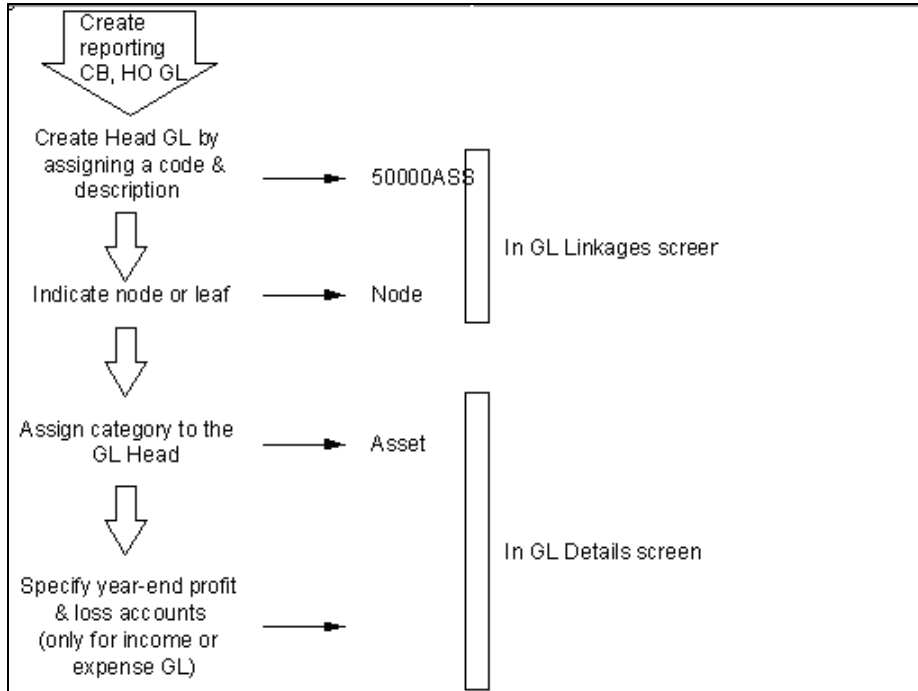 Create
reporting
CB, HO GL
Create Head GL by
assigning a code &
description
50000ASS
In GL Linkages screer
Indicate node or leaf
Node
Assign category to the
GL Head
Asset
In GL Details screen
Specify year-end profit
& loss accounts
(only for income or
expense GL)